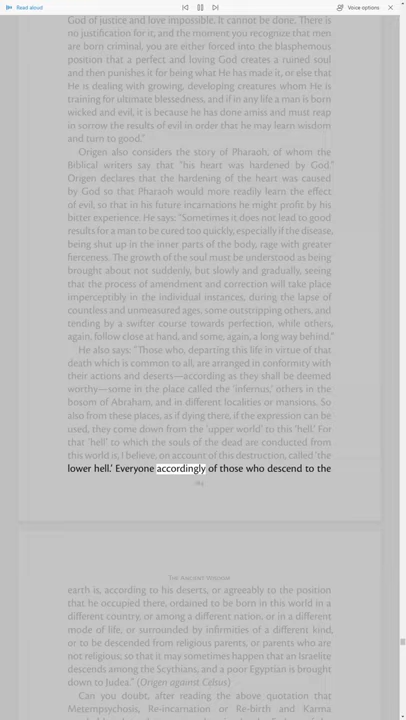 Read aloud
Voice options
God of justice and love impossible. It cannot be done. There is
no justification for it, and the moment you recognize that men
are born criminal, you are either forced into the blasphemous
position that a perfect and loving God creates a ruined soul
and then punishes it for being what He has made it, or else that
He is dealing with growing, developing creatures whom He is
training for ultimate blessedness, and if in any life a man is born
wicked and evil, it is because he has done amiss and must reap
in sorrow the results of evil in order that he may learn wisdom
and turn to good."
Origen also considers the story of Pharaoh, of whom the
Biblical writers say that "his heart was hardened by God."
Origen declares that the hardening of the heart was caused
by God so that Pharaoh would more readily learn the effect
of evil, so that in his future incarnations he might profit by his
bitter experience. He says: "Sometimes it does not lead to good
results for a man to be cured too quickly, especially if the disease,
being shut up in the inner parts of the body, rage with greater
fierceness. The growth of the soul must be understood as being
brought about not suddenly, but slowly and gradually, seeing
that the process of amendment and correction will take place
imperceptibly in the individual instances, during the lapse of
countless and unmeasured ages, some outstripping others, and
tending by a swifter course towards perfection, while others,
again, follow close at hand, and some, again, a long way behind."
He also says: "Those who, departing this life in virtue of that
death which is common to all, are arranged in conformity with
their actions and deserts—according as they shall be deemed
worthy—some in the place called the 'infernus,' others in the
bosom of Abraham, and in different localities or mansions. So
also from these places, as if dying there, if the expression can be
used, they come down from the 'upper world' to this 'hell.' For
that 'hell' to which the souls of the dead are conducted from
this world is, I believe, on account of this destruction, called 'the
lower hell.' Everyone accordingly of those who descend to the
184
The Ancient Wisdom
earth is, according to his deserts, or agreeably to the position
that he occupied there, ordained to be born in this world in a
different country, or among a different nation, or in a different
mode of life, or surrounded by infirmities of a different kind,
or to be descended from religious parents, or parents who are
not religious; so that it may sometimes happen that an Israelite
descends among the Scythians, and a poor Egyptian is brought
down to Judea." (Origen against Celsus)
Can you doubt, after reading the above quotation that
Metempsychosis, Re-incarnation or Re-birth and Karma